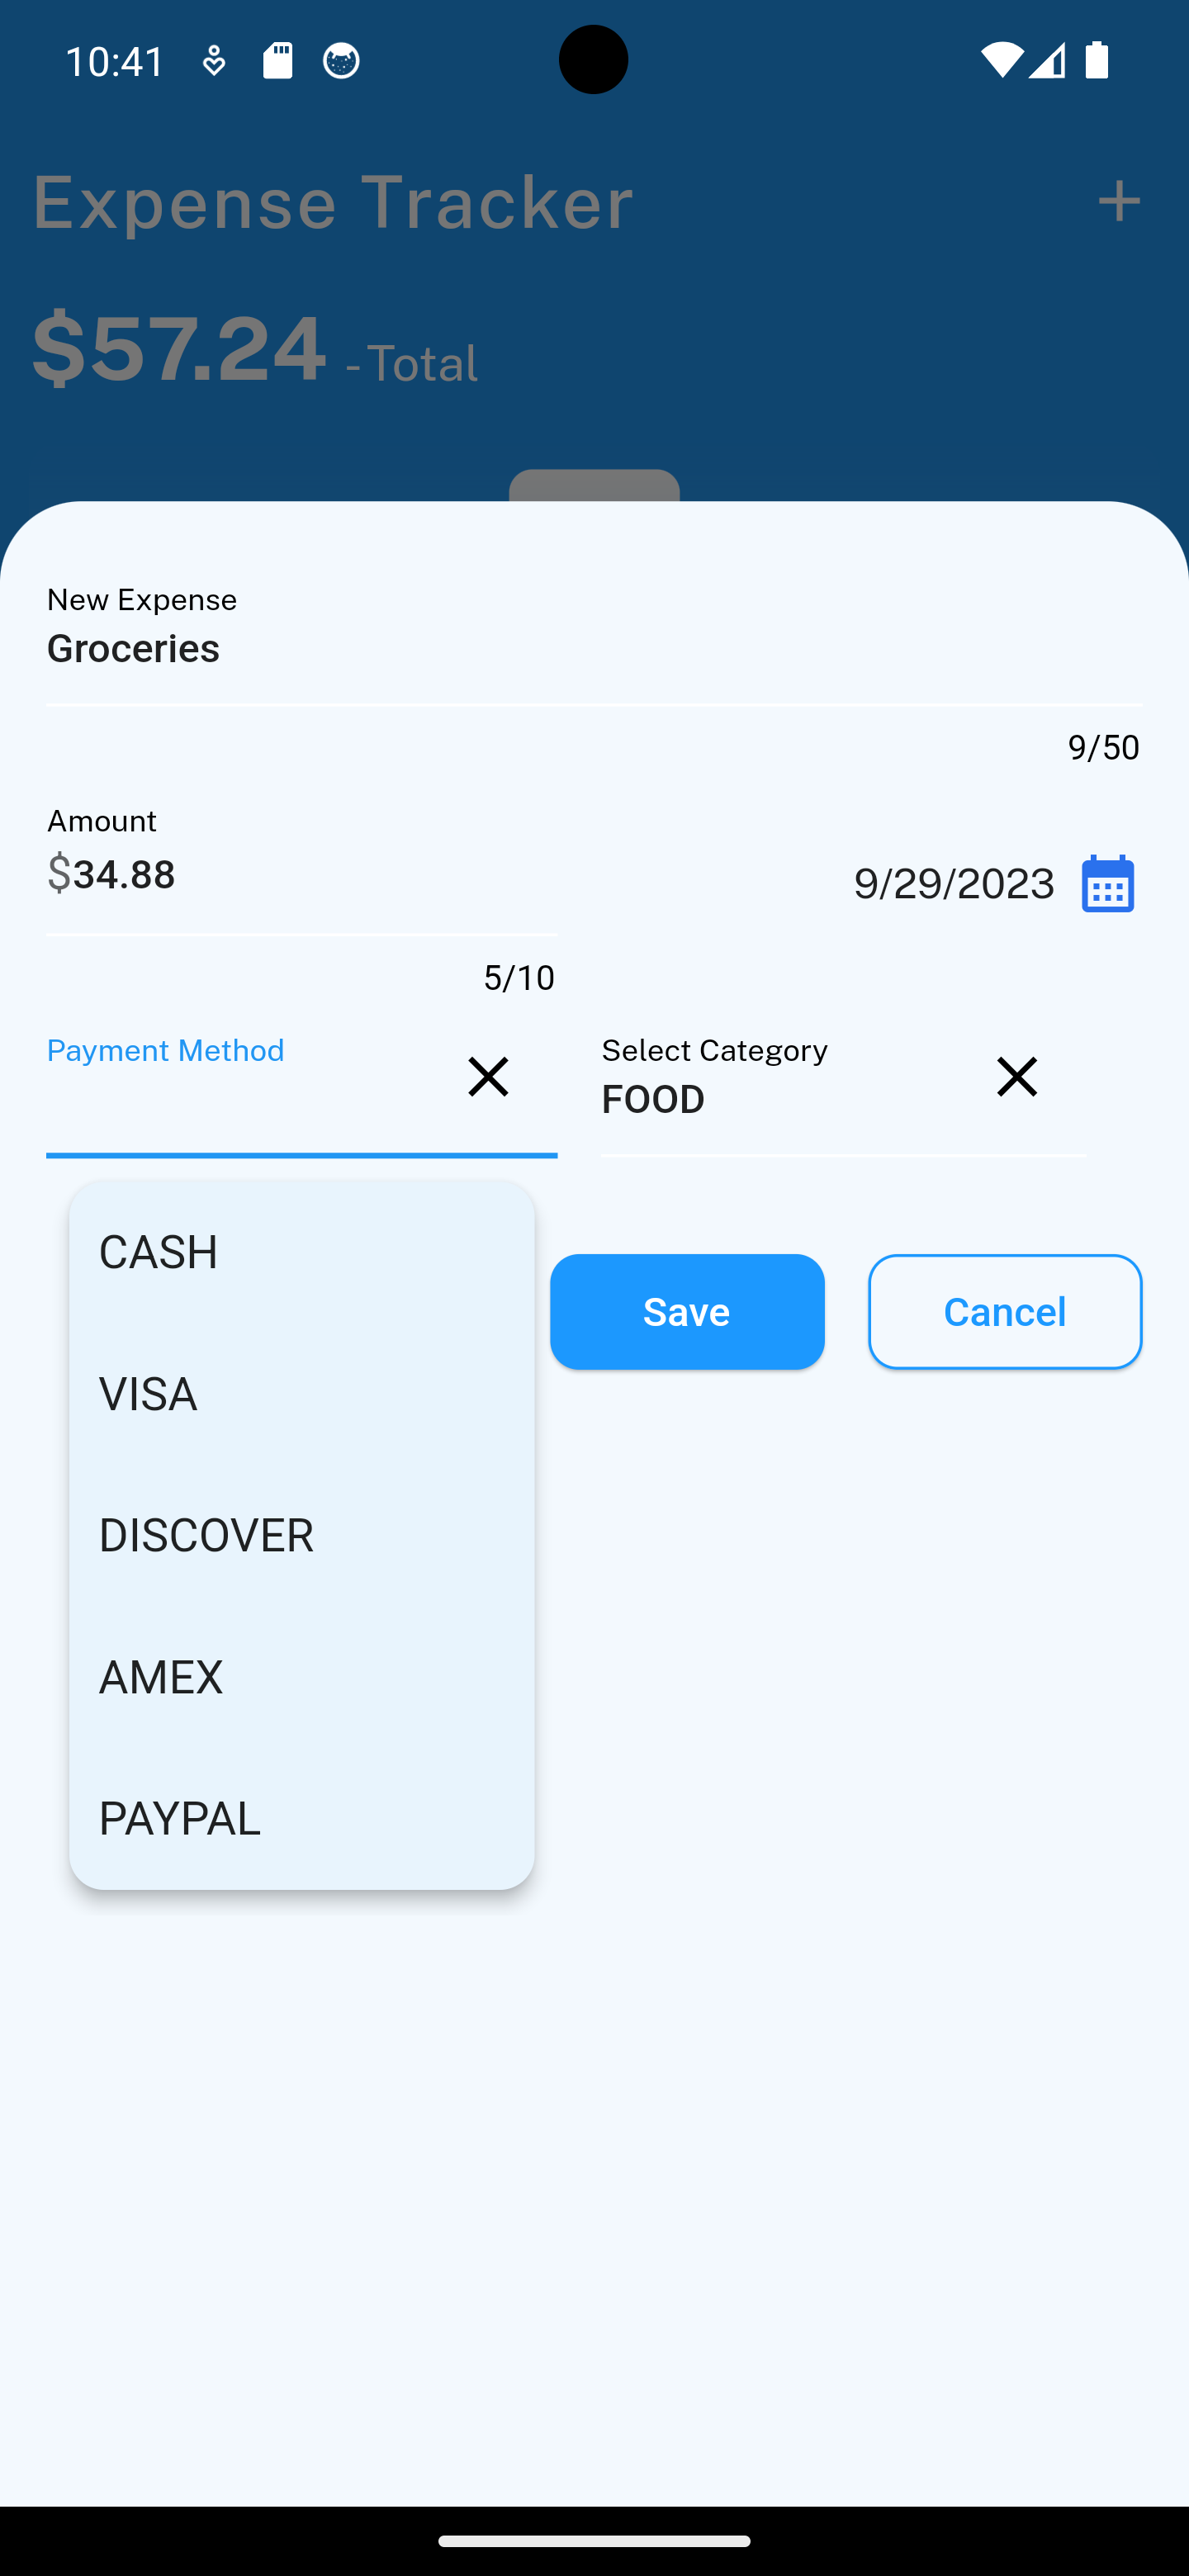 10:41
Expense Tracker
$57.24 - Total
New Expense
Groceries
9/50
Amount
$34.88
9/29/2023
5/10
Payment Method
Select Category
FOOD
CASH
Save
Cancel
VISA
DISCOVER
AMEX
PAYPAL